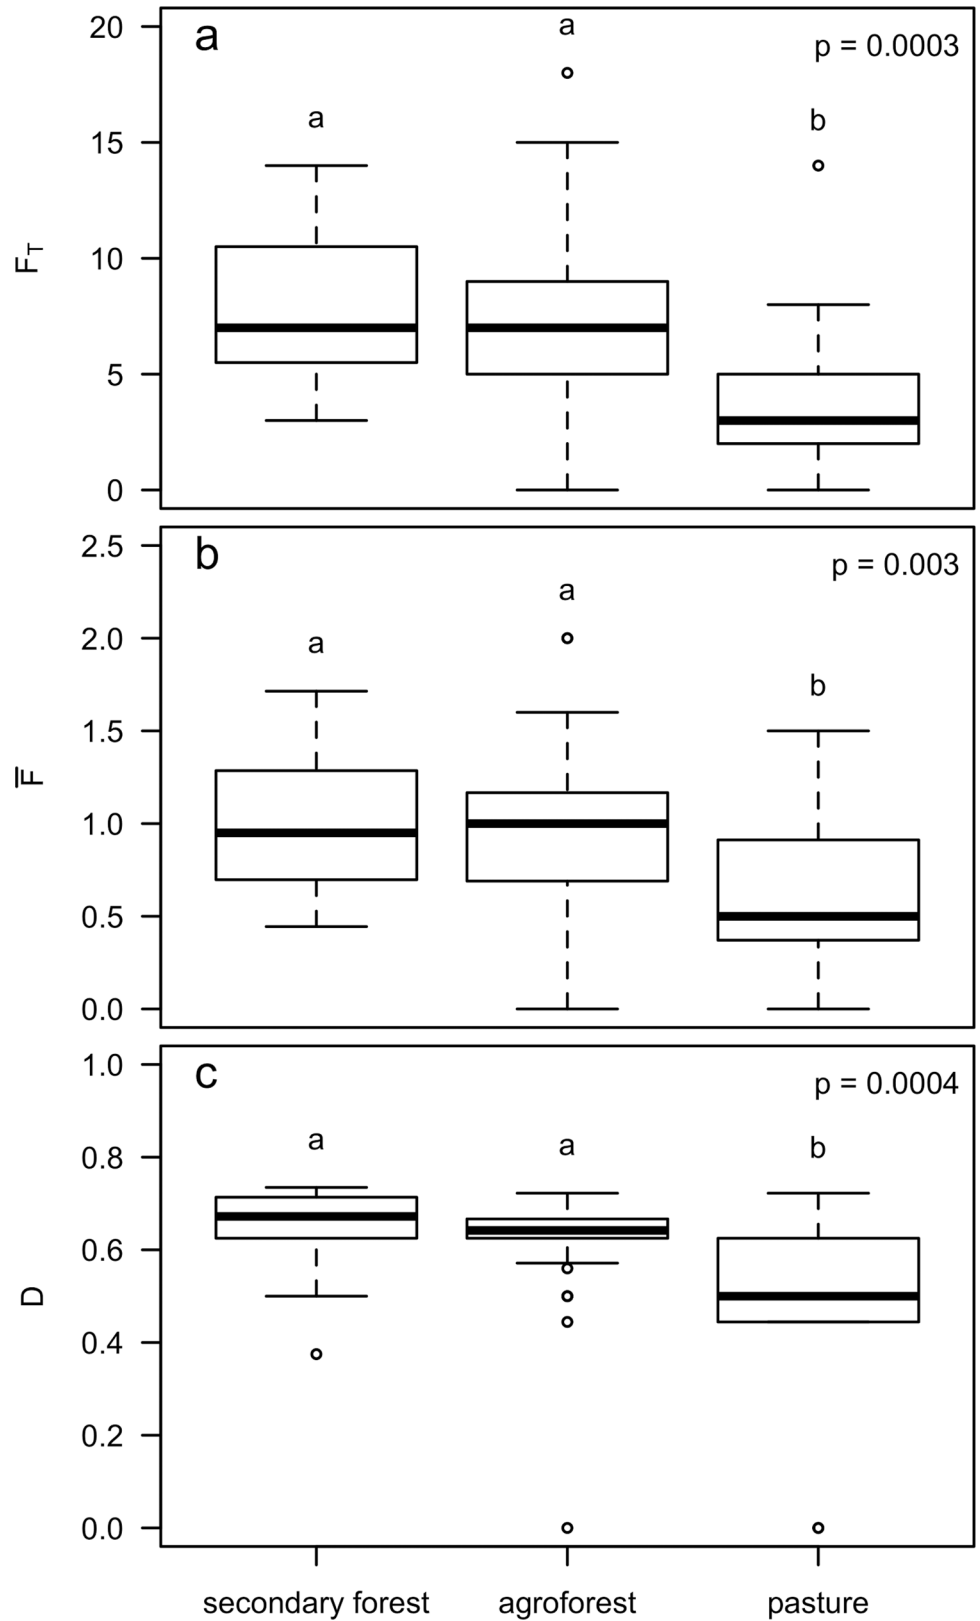 a
p = 0.0003
a
a
b
20
15
10
5
0
F_T
b
p = 0.003
a
a
b
2.5
2.0
1.5
1.0
0.5
0.0
F̅
c
p = 0.0004
a
a
b
1.0
0.8
0.6
0.4
0.2
0.0
D
secondary forest
agroforest
pasture